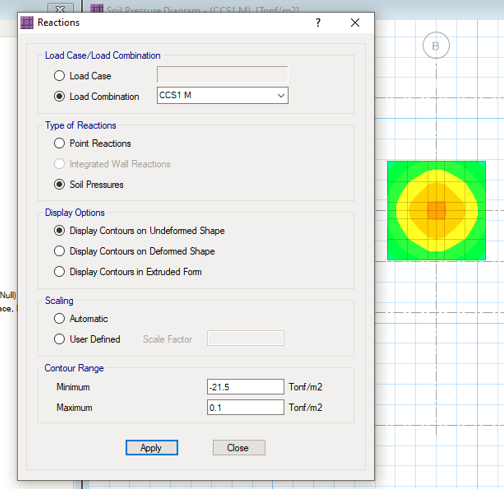 Soil Pressure Diagram - (CCS1 M) [Tonf/m2]
Reactions
?
Load Case/Load Combination
Load Case
Load Combination
CCS1 M
Type of Reactions
Point Reactions
Integrated Wall Reactions
Soil Pressures
Display Options
Display Contours on Undeformed Shape
Display Contours on Deformed Shape
Display Contours in Extruded Form
Scaling
Automatic
User Defined
Scale Factor
Contour Range
Minimum
-21.5
Tonf/m2
Maximum
0.1
Tonf/m2
Apply
Close
B
Null)